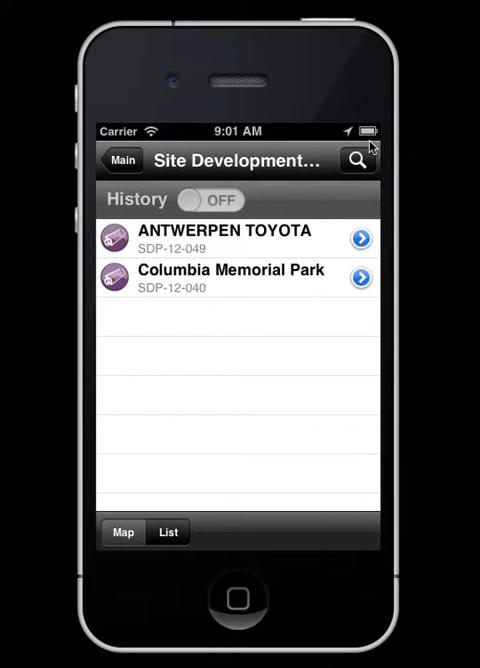 Carrier 9:01 AM
Main Site Development...
History OFF
ANTWERPEN TOYOTA
SDP-12-049
Columbia Memorial Park
SDP-12-040
Map List